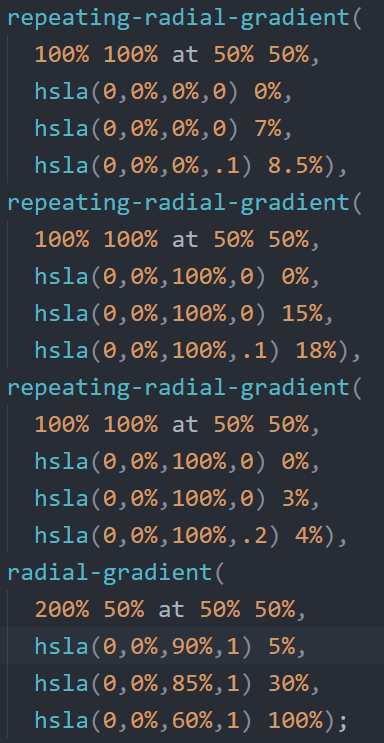 repeating-radial-gradient(
100% 100% at 50% 50%,
hsla(0,0%,0%,0) 0%,
hsla(0,0%,0%,0) 7%,
hsla(0,0%,0%,.1) 8.5%),
repeating-radial-gradient(
100% 100% at 50% 50%,
hsla(0,0%,100%,0) 0%,
hsla(0,0%,100%,0) 15%,
hsla(0,0%,100%,.1) 18%),
repeating-radial-gradient(
100% 100% at 50% 50%,
hsla(0,0%,100%,0) 0%,
hsla(0,0%,100%,0) 3%,
hsla(0,0%,100%,.2) 4%),
radial-gradient(
200% 50% at 50% 50%,
hsla(0,0%,90%,1) 5%,
hsla(0,0%,85%,1) 30%,
hsla(0,0%,60%,1) 100%);